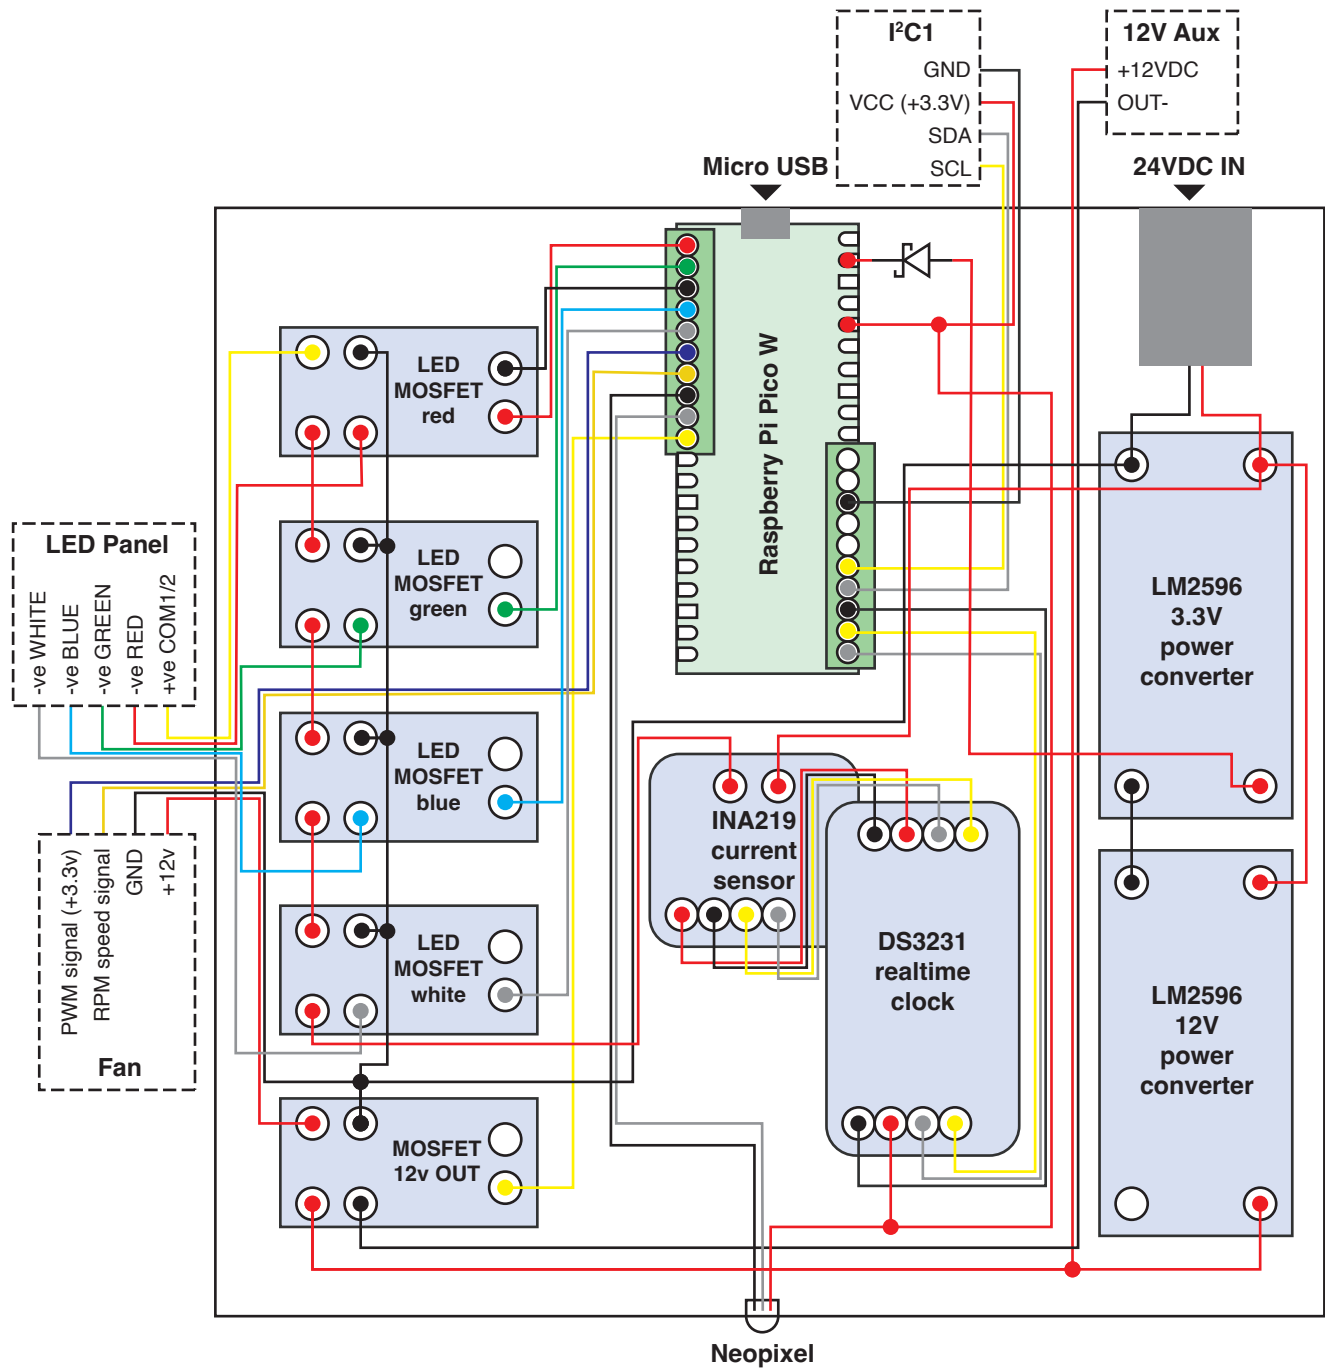 I²C1
GND
VCC (+3.3V)
SDA
SCL
12V Aux
+12VDC
OUT-
Micro USB
24VDC IN
Raspberry Pi Pico W
LED
MOSFET
red
LED
MOSFET
green
LED
MOSFET
blue
LED
MOSFET
white
MOSFET
12v OUT
LED Panel
-ve WHITE
-ve BLUE
-ve GREEN
-ve RED
+ve COM1/2
PWM signal (+3.3v)
RPM speed signal
GND
+12v
Fan
INA219
current
sensor
DS3231
realtime
clock
LM2596
3.3V
power
converter
LM2596
12V
power
converter
Neopixel